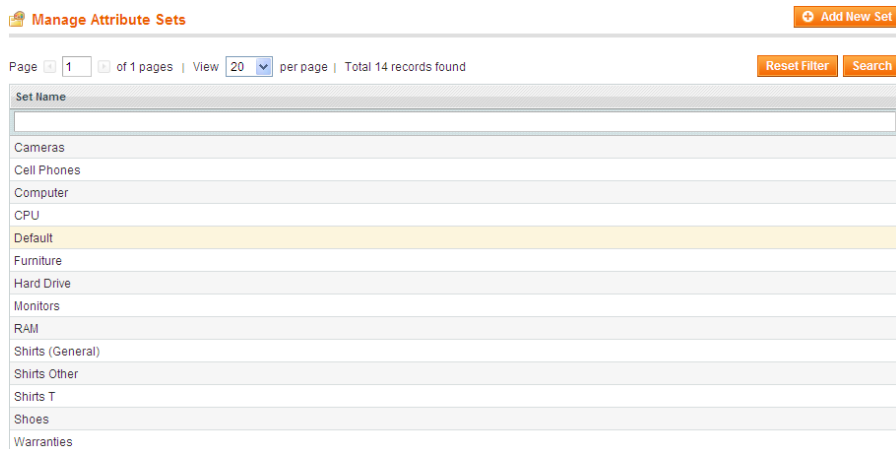 Manage Attribute Sets
Add New Set
Page 1 of 1 pages | View 20 per page | Total 14 records found
Reset Filter Search
Set Name
Cameras
Cell Phones
Computer
CPU
Default
Furniture
Hard Drive
Monitors
RAM
Shirts (General)
Shirts Other
Shirts T
Shoes
Warranties